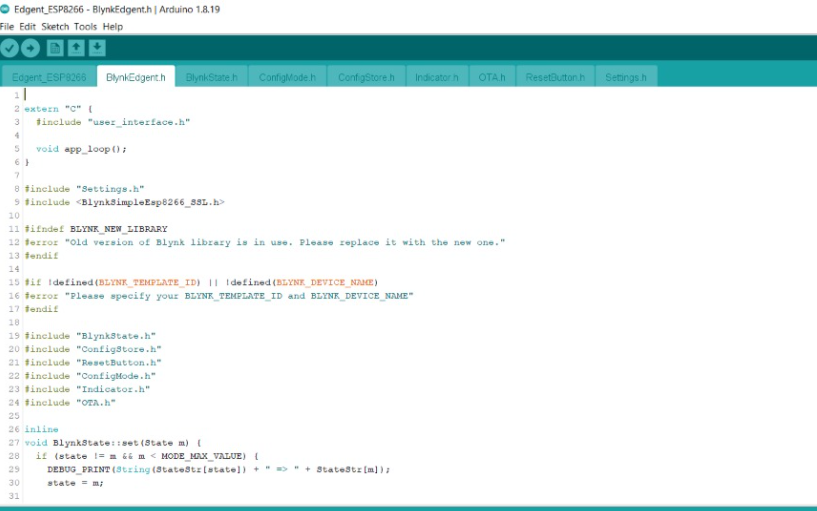 Edgent_ESP8266 - BlynkEdgent.h | Arduino 1.8.19
File Edit Sketch Tools Help
Edgent_ESP8266 BlynkEdgent.h BlynkState.h ConfigMode.h ConfigStore.h Indicator.h OTA.h ResetButton.h Settings.h
1
2 extern "C" {
3 #include "user_interface.h"
4
5 void app_loop();
6 }
7
8 #include "Settings.h"
9 #include <BlynkSimpleEsp8266_SSL.h>
10
11 #ifndef BLYNK_NEW_LIBRARY
12 #error "Old version of Blynk library is in use. Please replace it with the new one."
13 #endif
14
15 #if !defined(BLYNK_TEMPLATE_ID) || !defined(BLYNK_DEVICE_NAME)
16 #error "Please specify your BLYNK_TEMPLATE_ID and BLYNK_DEVICE_NAME"
17 #endif
18
19 #include "BlynkState.h"
20 #include "ConfigStore.h"
21 #include "ResetButton.h"
22 #include "ConfigMode.h"
23 #include "Indicator.h"
24 #include "OTA.h"
25
26 inline
27 void BlynkState::set(State m) {
28 if (state != m && m < MODE_MAX_VALUE) {
29 DEBUG_PRINT(String(StateStr[state]) + " => " + StateStr[m]);
30 state = m;
31